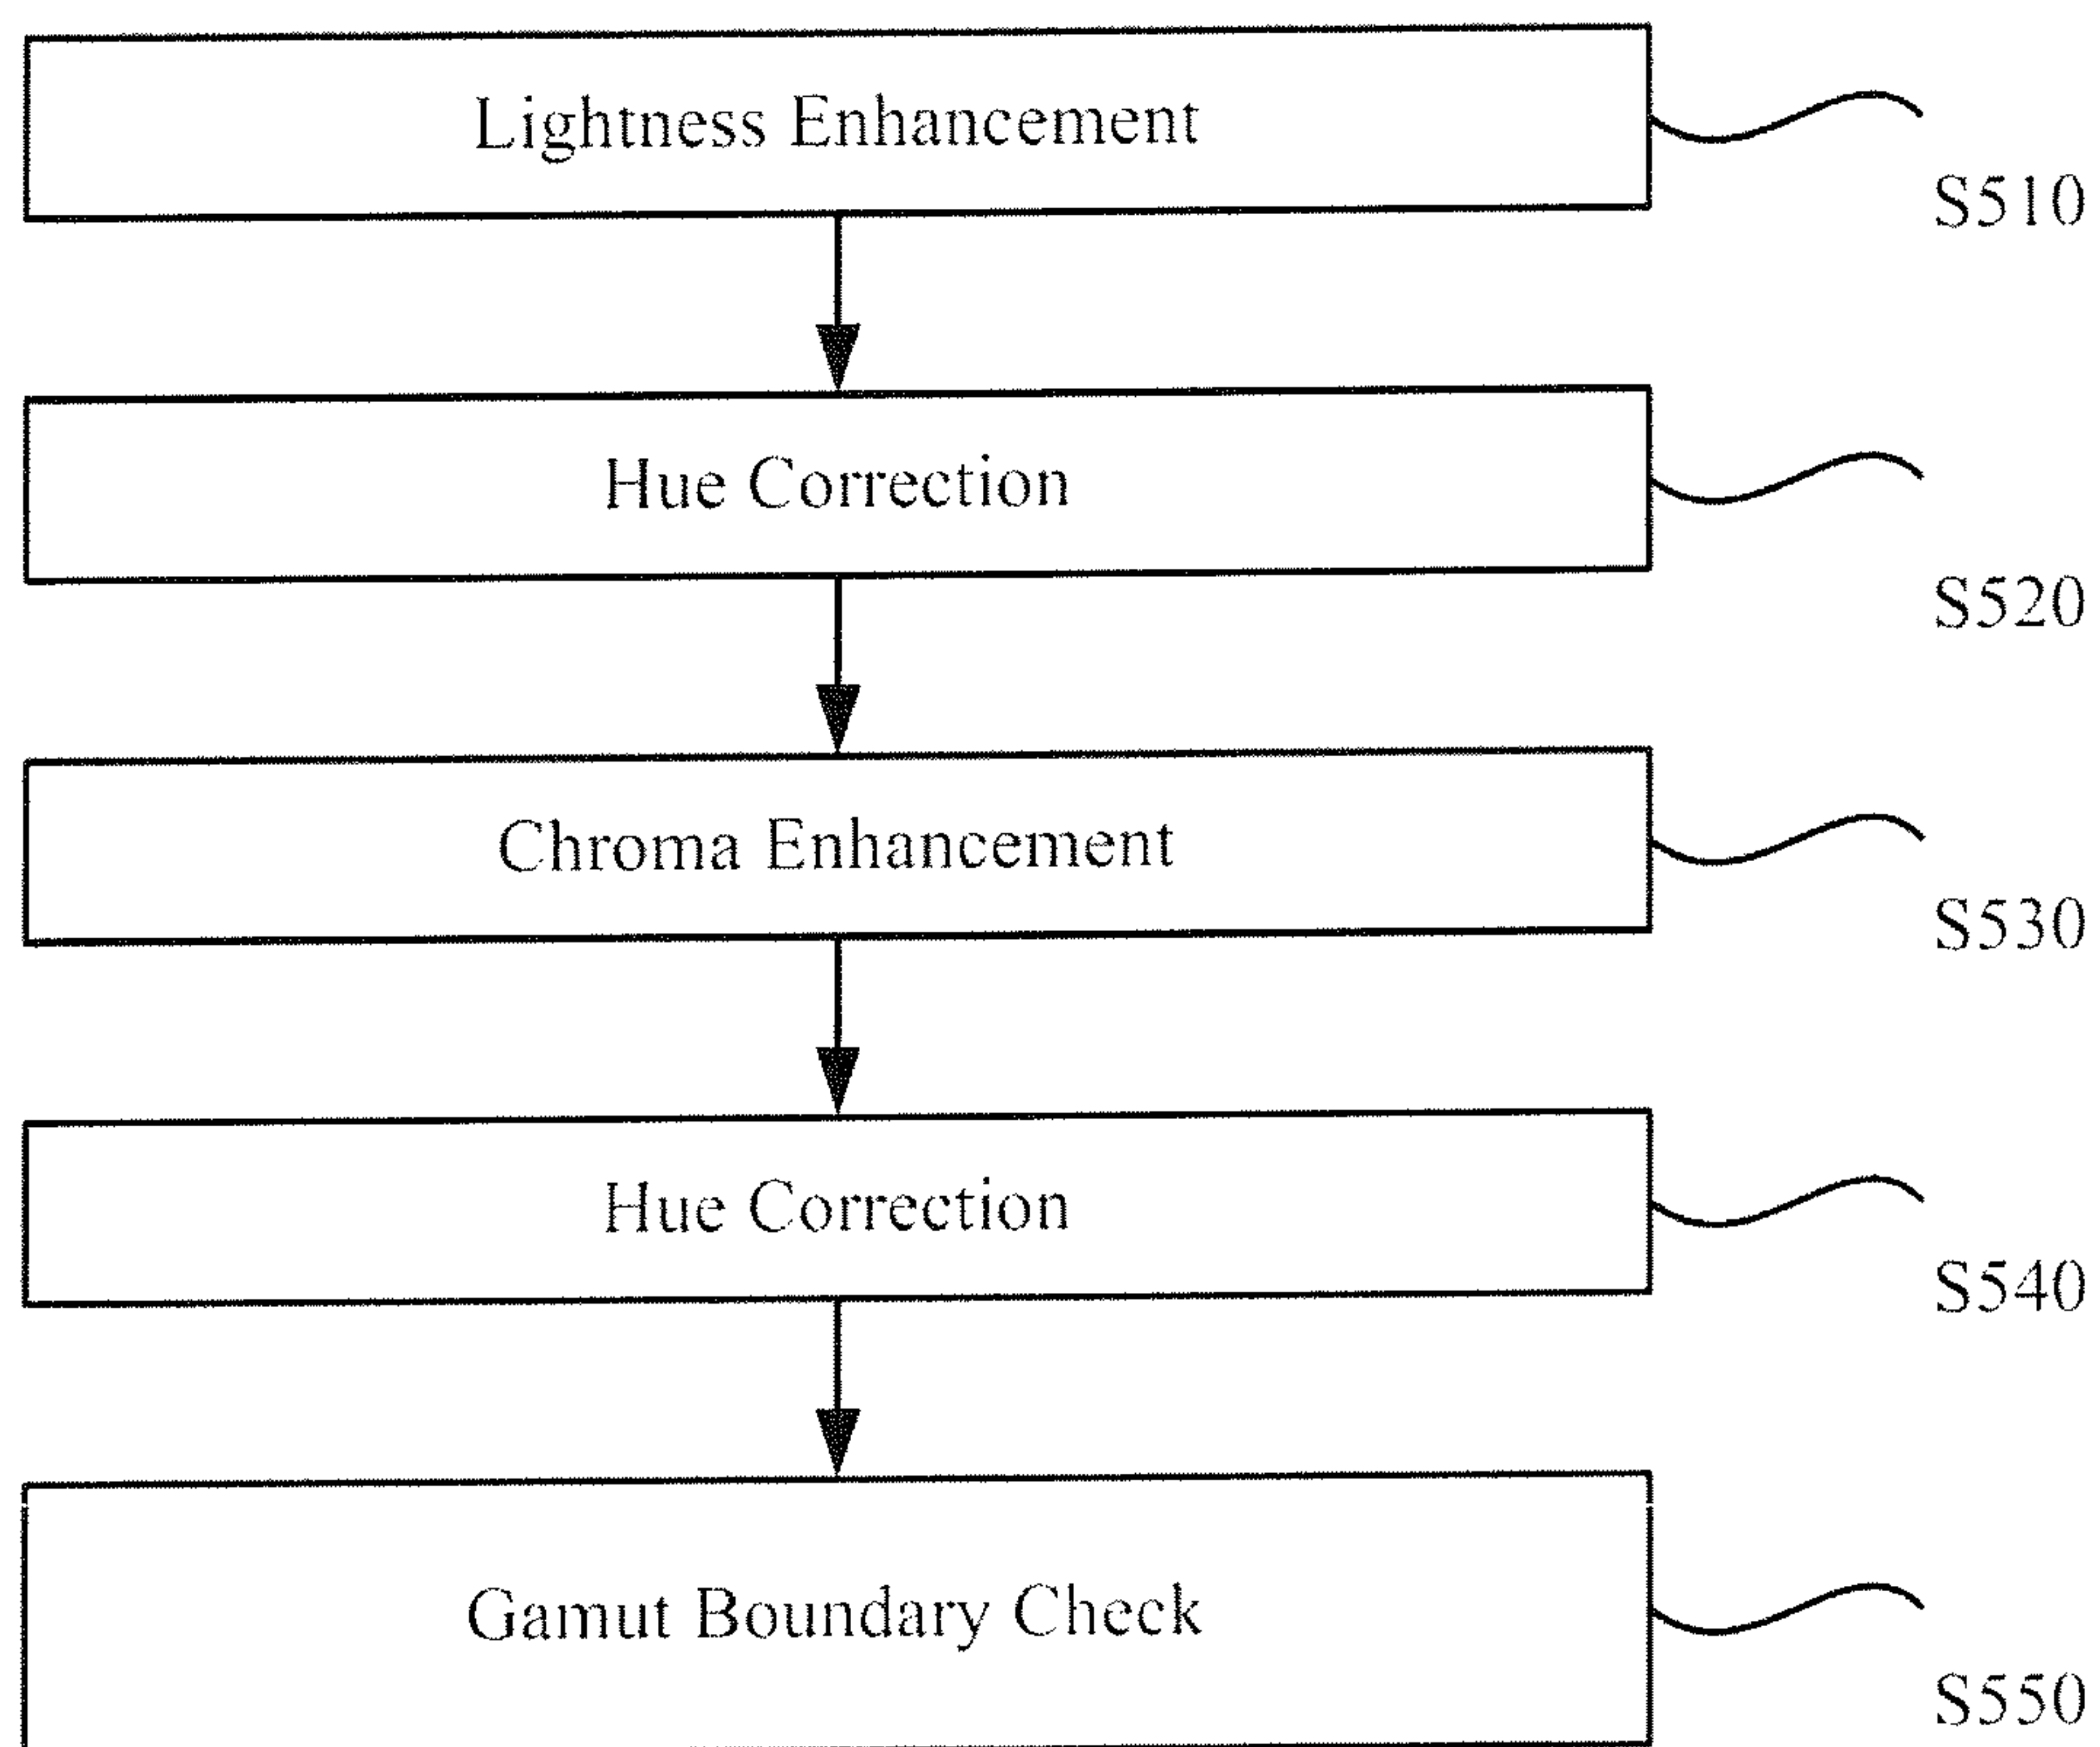 Lightness Enhancement
S510
Hue Correction
S520
Chroma Enhancement
S530
Hue Correction
S540
Gamut Boundary Check
S550